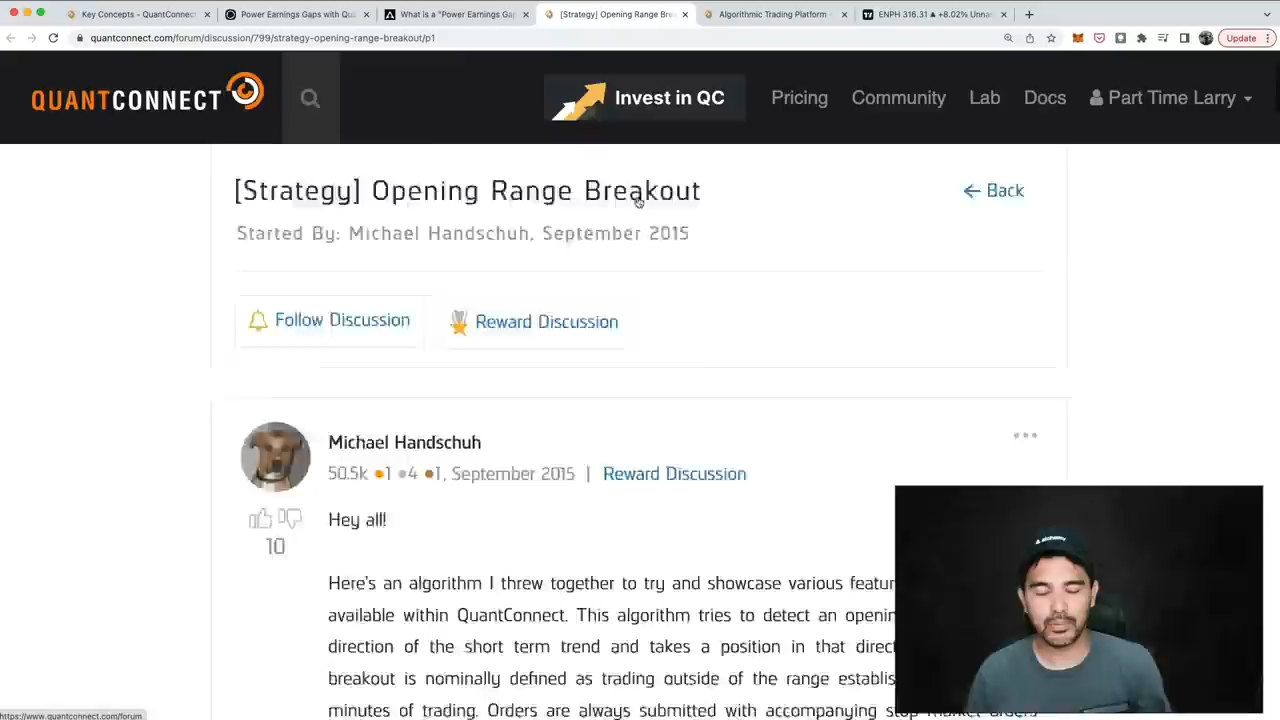 Key Concepts - QuantConnect
Power Earnings Gaps with Qu
What is a "Power Earnings Gap
[Strategy] Opening Range Brea
Algorithmic Trading Platform -
ENPH 316.31 ▲ +8.02% Unna
quantconnect.com/forum/discussion/799/strategy-opening-range-breakout/p1
Update
QUANTCONNECT
Invest in QC
Pricing
Community
Lab
Docs
Part Time Larry
[Strategy] Opening Range Breakout
← Back
Started By: Michael Handschuh, September 2015
Follow Discussion
Reward Discussion
Michael Handschuh
50.5k ●1 ●4 ●1, September 2015 | Reward Discussion
Hey all!
10
Here's an algorithm I threw together to try and showcase various featur
available within QuantConnect. This algorithm tries to detect an openin
direction of the short term trend and takes a position in that direct
breakout is nominally defined as trading outside of the range establis
minutes of trading. Orders are always submitted with accompanying stop market orders
https://www.quantconnect.com/forum
alchemy